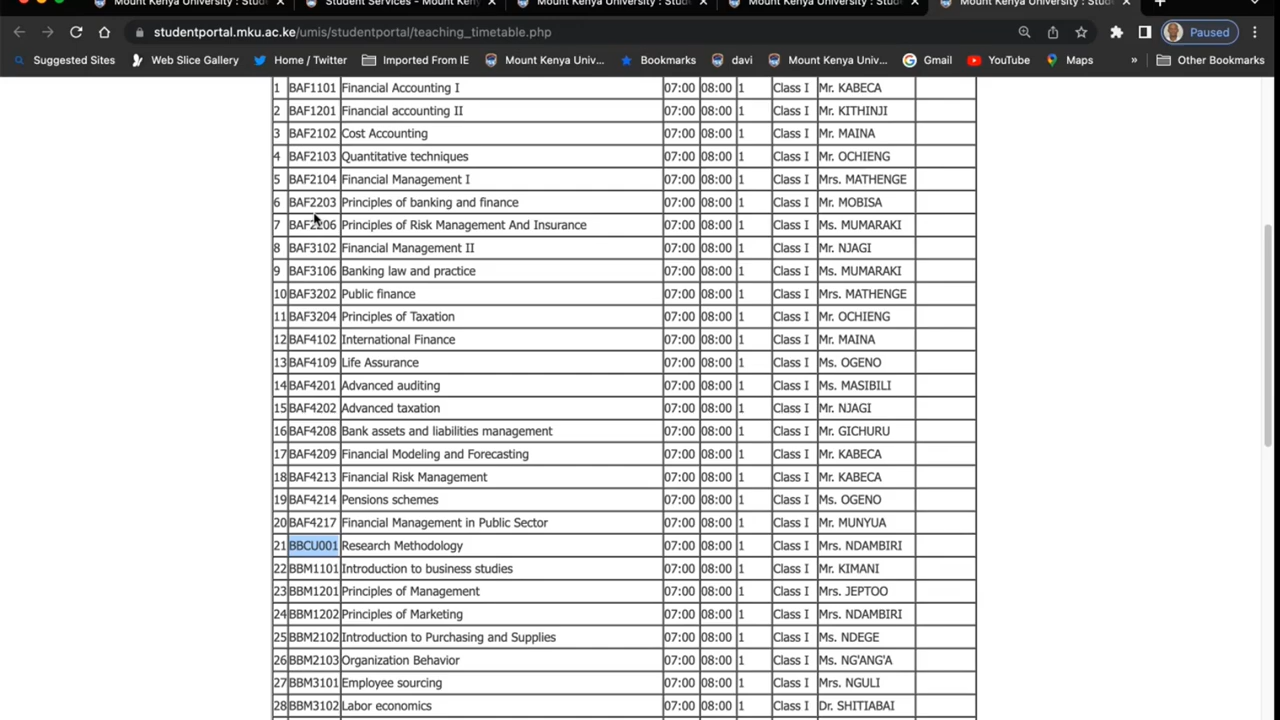 Mount Kenya University : Stud
Student Services – Mount Keny
Mount Kenya University : Stud
Mount Kenya University : Stud
Mount Kenya University : Stud
studentportal.mku.ac.ke/umis/studentportal/teaching_timetable.php Paused
Suggested Sites Web Slice Gallery Home / Twitter Imported From IE Mount Kenya Univ... Bookmarks davi Mount Kenya Univ... Gmail YouTube Maps » Other Bookmarks
1 BAF1101 Financial Accounting I 07:00 08:00 1 Class I Mr. KABECA
2 BAF1201 Financial accounting II 07:00 08:00 1 Class I Mr. KITHINJI
3 BAF2102 Cost Accounting 07:00 08:00 1 Class I Mr. MAINA
4 BAF2103 Quantitative techniques 07:00 08:00 1 Class I Mr. OCHIENG
5 BAF2104 Financial Management I 07:00 08:00 1 Class I Mrs. MATHENGE
6 BAF2203 Principles of banking and finance 07:00 08:00 1 Class I Mr. MOBISA
7 BAF2206 Principles of Risk Management And Insurance 07:00 08:00 1 Class I Ms. MUMARAKI
8 BAF3102 Financial Management II 07:00 08:00 1 Class I Mr. NJAGI
9 BAF3106 Banking law and practice 07:00 08:00 1 Class I Ms. MUMARAKI
10 BAF3202 Public finance 07:00 08:00 1 Class I Mrs. MATHENGE
11 BAF3204 Principles of Taxation 07:00 08:00 1 Class I Mr. OCHIENG
12 BAF4102 International Finance 07:00 08:00 1 Class I Mr. MAINA
13 BAF4109 Life Assurance 07:00 08:00 1 Class I Ms. OGENO
14 BAF4201 Advanced auditing 07:00 08:00 1 Class I Ms. MASIBILI
15 BAF4202 Advanced taxation 07:00 08:00 1 Class I Mr. NJAGI
16 BAF4208 Bank assets and liabilities management 07:00 08:00 1 Class I Mr. GICHURU
17 BAF4209 Financial Modeling and Forecasting 07:00 08:00 1 Class I Mr. KABECA
18 BAF4213 Financial Risk Management 07:00 08:00 1 Class I Mr. KABECA
19 BAF4214 Pensions schemes 07:00 08:00 1 Class I Ms. OGENO
20 BAF4217 Financial Management in Public Sector 07:00 08:00 1 Class I Mr. MUNYUA
21 BBCU001 Research Methodology 07:00 08:00 1 Class I Mrs. NDAMBIRI
22 BBM1101 Introduction to business studies 07:00 08:00 1 Class I Mr. KIMANI
23 BBM1201 Principles of Management 07:00 08:00 1 Class I Mrs. JEPTOO
24 BBM1202 Principles of Marketing 07:00 08:00 1 Class I Mrs. NDAMBIRI
25 BBM2102 Introduction to Purchasing and Supplies 07:00 08:00 1 Class I Ms. NDEGE
26 BBM2103 Organization Behavior 07:00 08:00 1 Class I Ms. NG'ANG'A
27 BBM3101 Employee sourcing 07:00 08:00 1 Class I Mrs. NGULI
28 BBM3102 Labor economics 07:00 08:00 1 Class I Dr. SHITIABAI